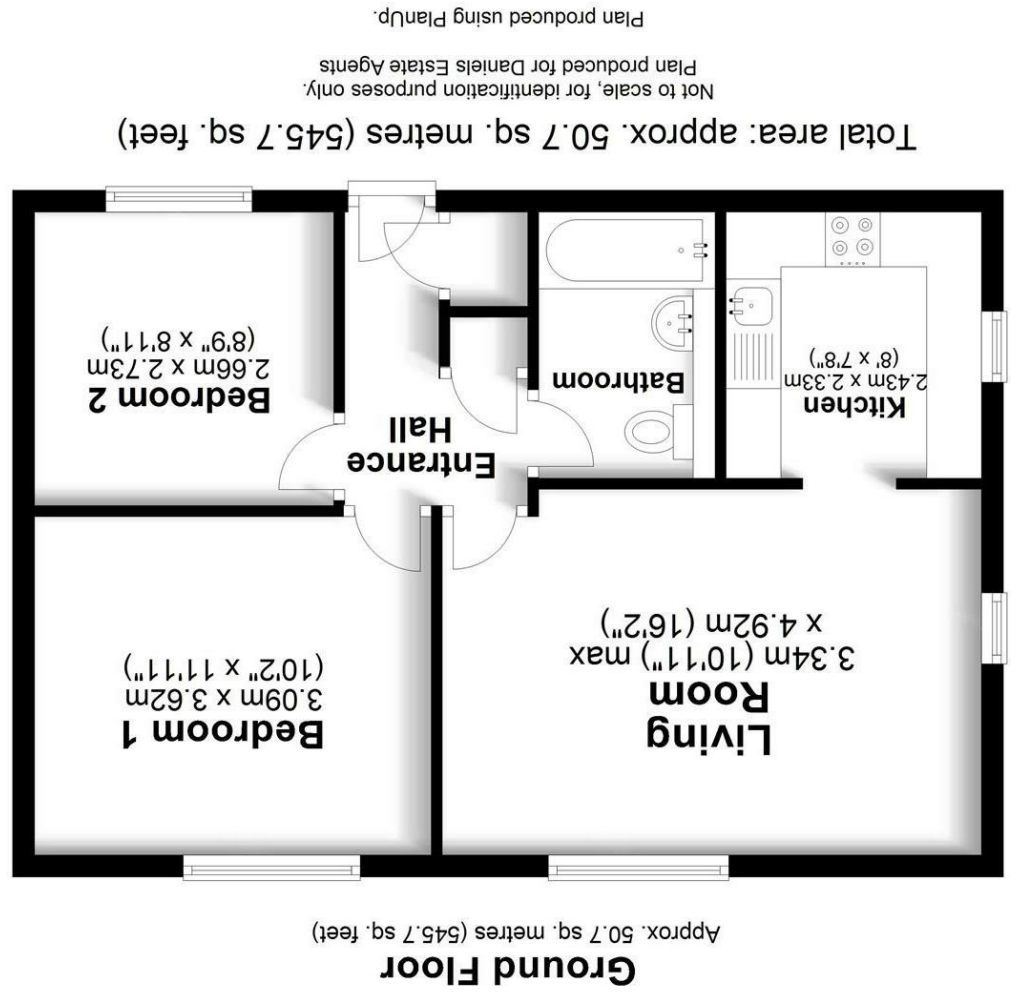 Ground Floor
Approx. 50.7 sq. metres (545.7 sq. feet)
Living
Room
3.34m (10'11") max
x 4.92m (16'2")
Bedroom 1
3.09m x 3.62m
(10'2" x 11'11")
Entrance
Hall
Kitchen
2.43m x 2.33m
(8' x 7'8")
Bathroom
Bedroom 2
2.66m x 2.73m
(8'9" x 8'11")
Total area: approx. 50.7 sq. metres (545.7 sq. feet)
Not to scale, for identification purposes only.
Plan produced for Daniels Estate Agents
Plan produced using PlanUp.